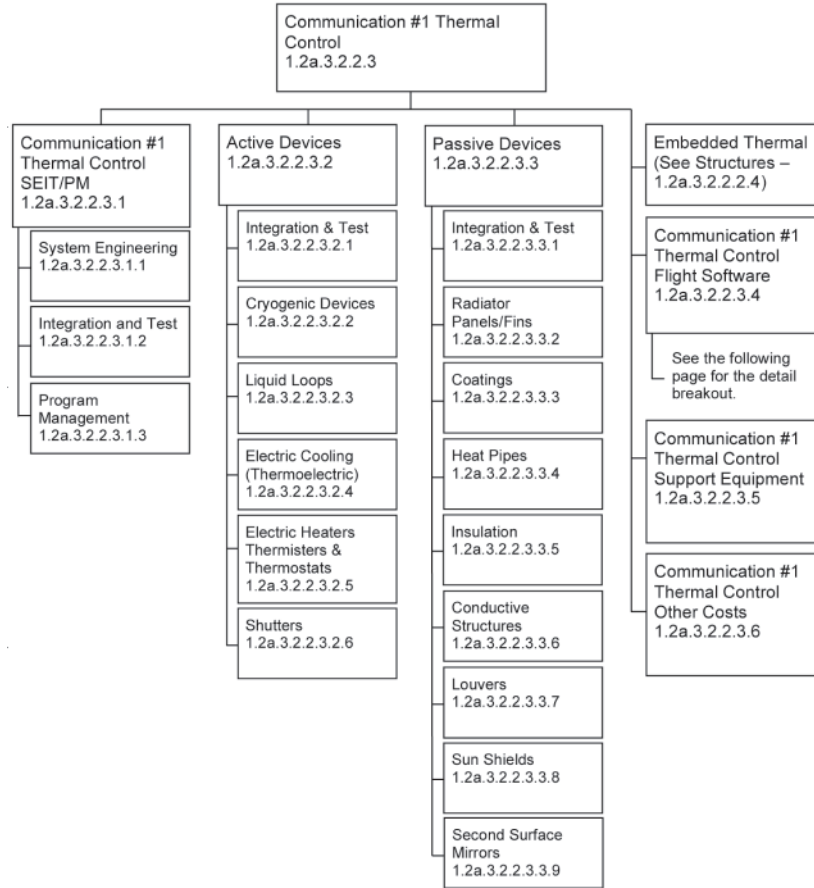 Communication #1 Thermal
Control
1.2a.3.2.2.3
Communication #1
Thermal Control
SEIT/PM
1.2a.3.2.2.3.1
System Engineering
1.2a.3.2.2.3.1.1
Integration and Test
1.2a.3.2.2.3.1.2
Program
Management
1.2a.3.2.2.3.1.3
Active Devices
1.2a.3.2.2.3.2
Integration & Test
1.2a.3.2.2.3.2.1
Cryogenic Devices
1.2a.3.2.2.3.2.2
Liquid Loops
1.2a.3.2.2.3.2.3
Electric Cooling
(Thermoelectric)
1.2a.3.2.2.3.2.4
Electric Heaters
Thermisters &
Thermostats
1.2a.3.2.2.3.2.5
Shutters
1.2a.3.2.2.3.2.6
Passive Devices
1.2a.3.2.2.3.3
Integration & Test
1.2a.3.2.2.3.3.1
Radiator
Panels/Fins
1.2a.3.2.2.3.3.2
Coatings
1.2a.3.2.2.3.3.3
Heat Pipes
1.2a.3.2.2.3.3.4
Insulation
1.2a.3.2.2.3.3.5
Conductive
Structures
1.2a.3.2.2.3.3.6
Louvers
1.2a.3.2.2.3.3.7
Sun Shields
1.2a.3.2.2.3.3.8
Second Surface
Mirrors
1.2a.3.2.2.3.3.9
Embedded Thermal
(See Structures –
1.2a.3.2.2.2.4)
Communication #1
Thermal Control
Flight Software
1.2a.3.2.2.3.4
See the following
page for the detail
breakout.
Communication #1
Thermal Control
Support Equipment
1.2a.3.2.2.3.5
Communication #1
Thermal Control
Other Costs
1.2a.3.2.2.3.6